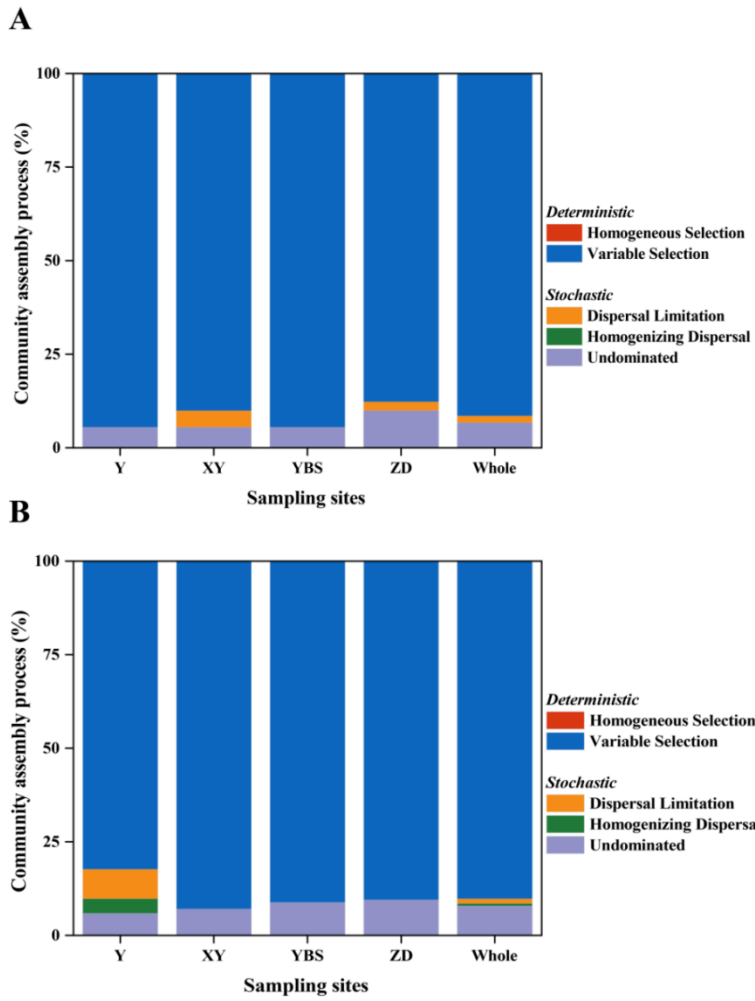 A
Community assembly process (%)
100
75
50
25
0
Y XY YBS ZD Whole
Sampling sites
Deterministic
Homogeneous Selection
Variable Selection
Stochastic
Dispersal Limitation
Homogenizing Dispersal
Undominated
B
Community assembly process (%)
100
75
50
25
0
Y XY YBS ZD Whole
Sampling sites
Deterministic
Homogeneous Selection
Variable Selection
Stochastic
Dispersal Limitation
Homogenizing Dispersa
Undominated